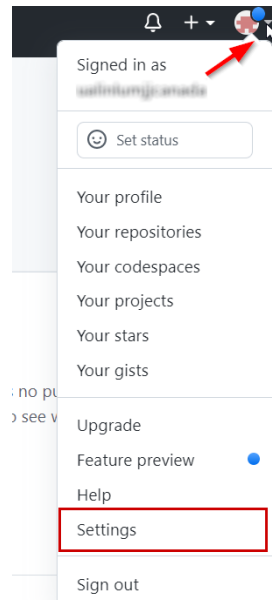 Signed in as
Set status
Your profile
Your repositories
Your codespaces
Your projects
Your stars
Your gists
s no pu
o see w
Upgrade
Feature preview
Help
Settings
Sign out